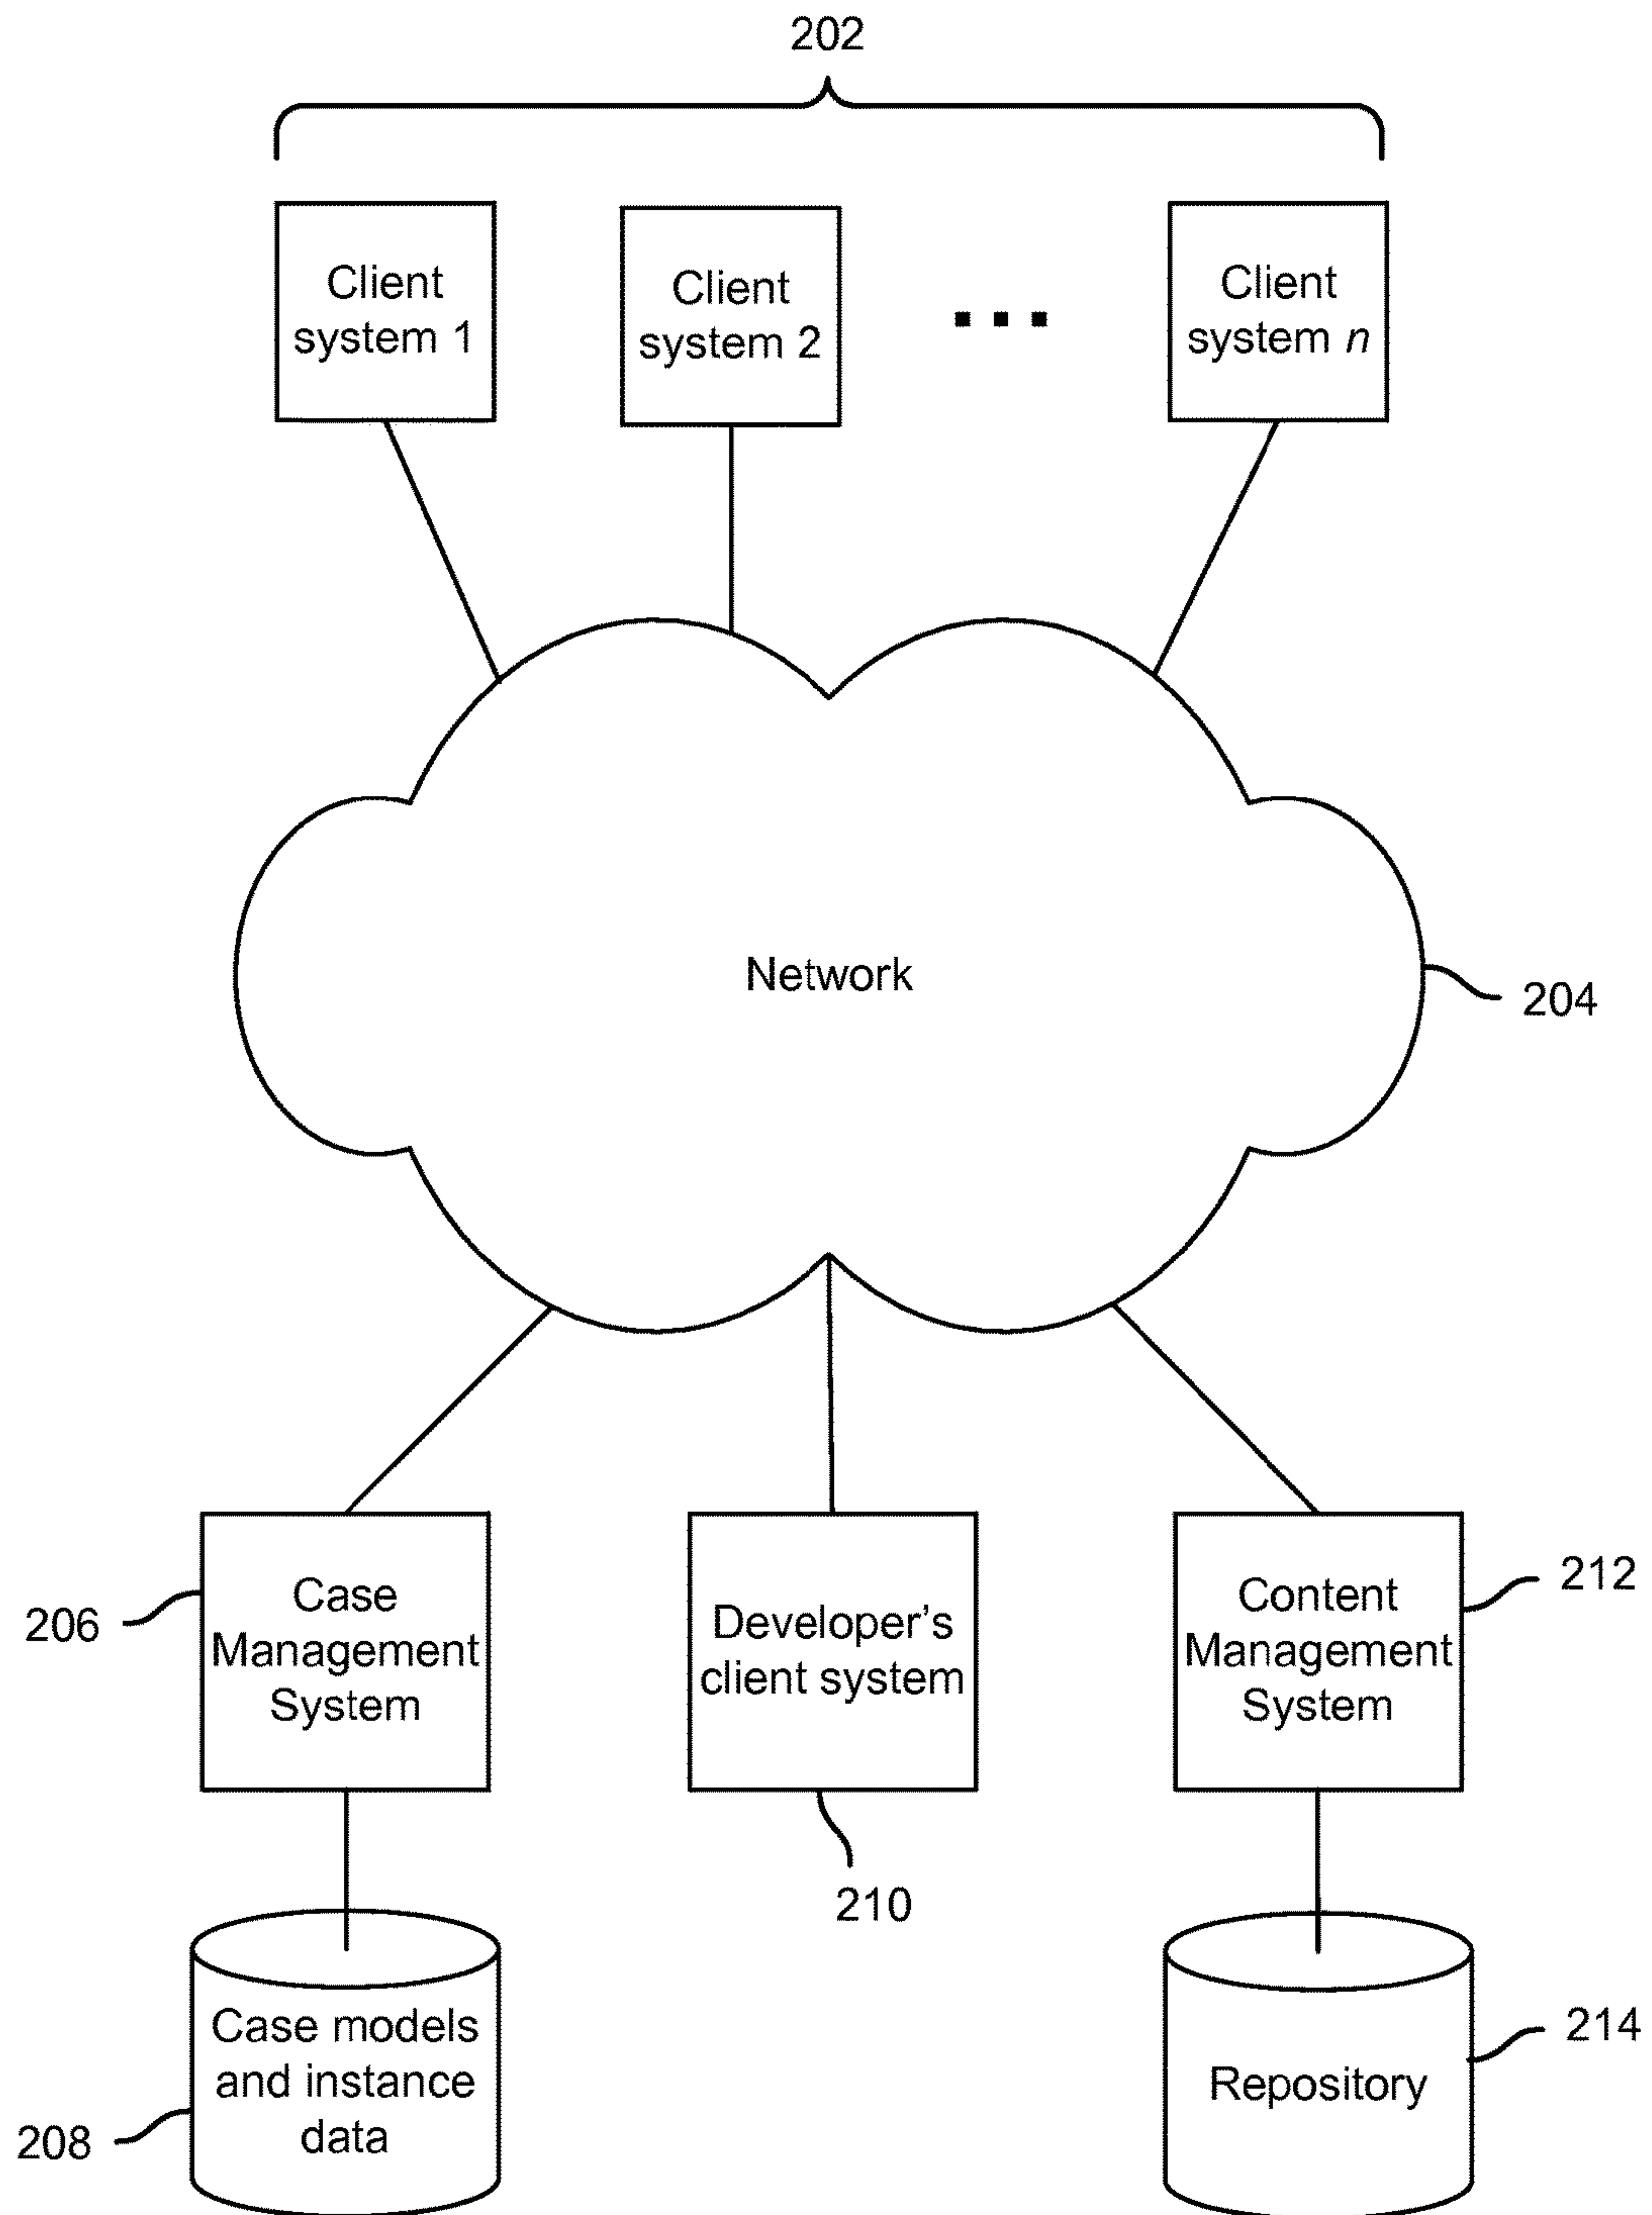 202
Client
system 1
Client
system 2
Client
system n
Network
204
206
Case
Management
System
Developer’s
client system
210
Content
Management
System
212
Case models
and instance
data
208
Repository
214